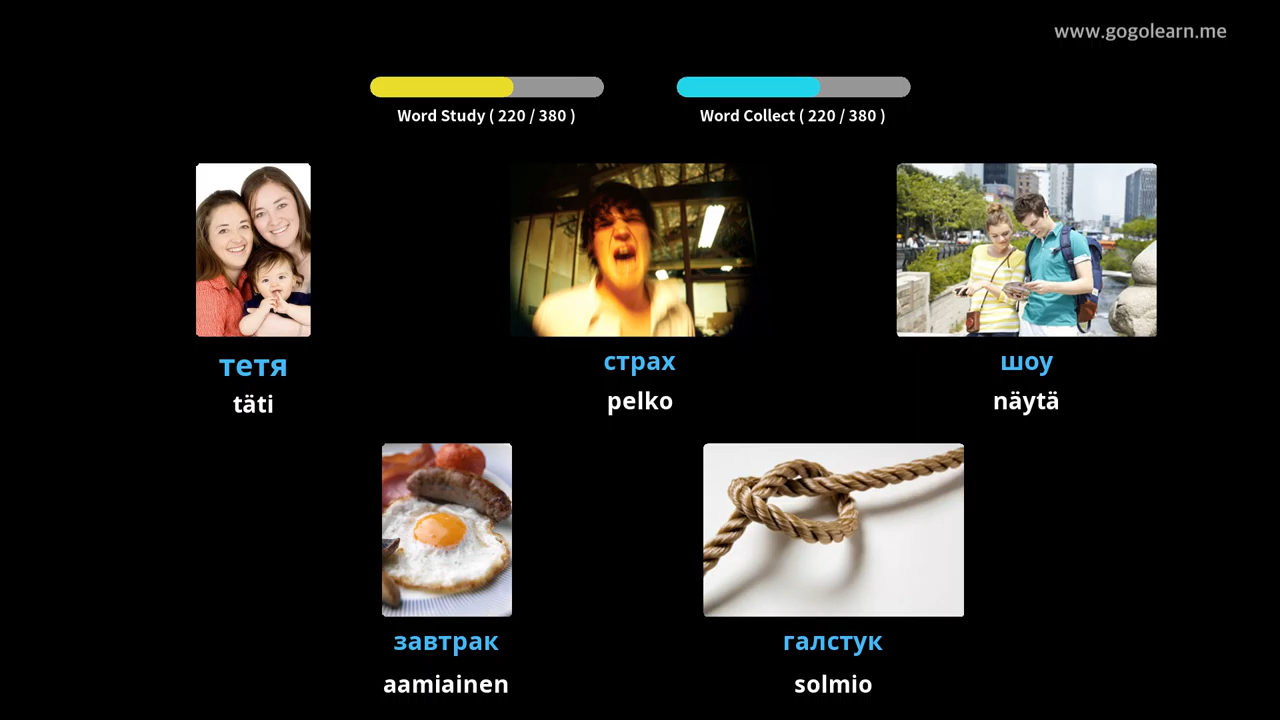 www.gogolearn.me
Word Study ( 220 / 380 )
Word Collect ( 220 / 380 )
тетя
täti
страх
pelko
шоу
näytä
завтрак
aamiainen
галстук
solmio